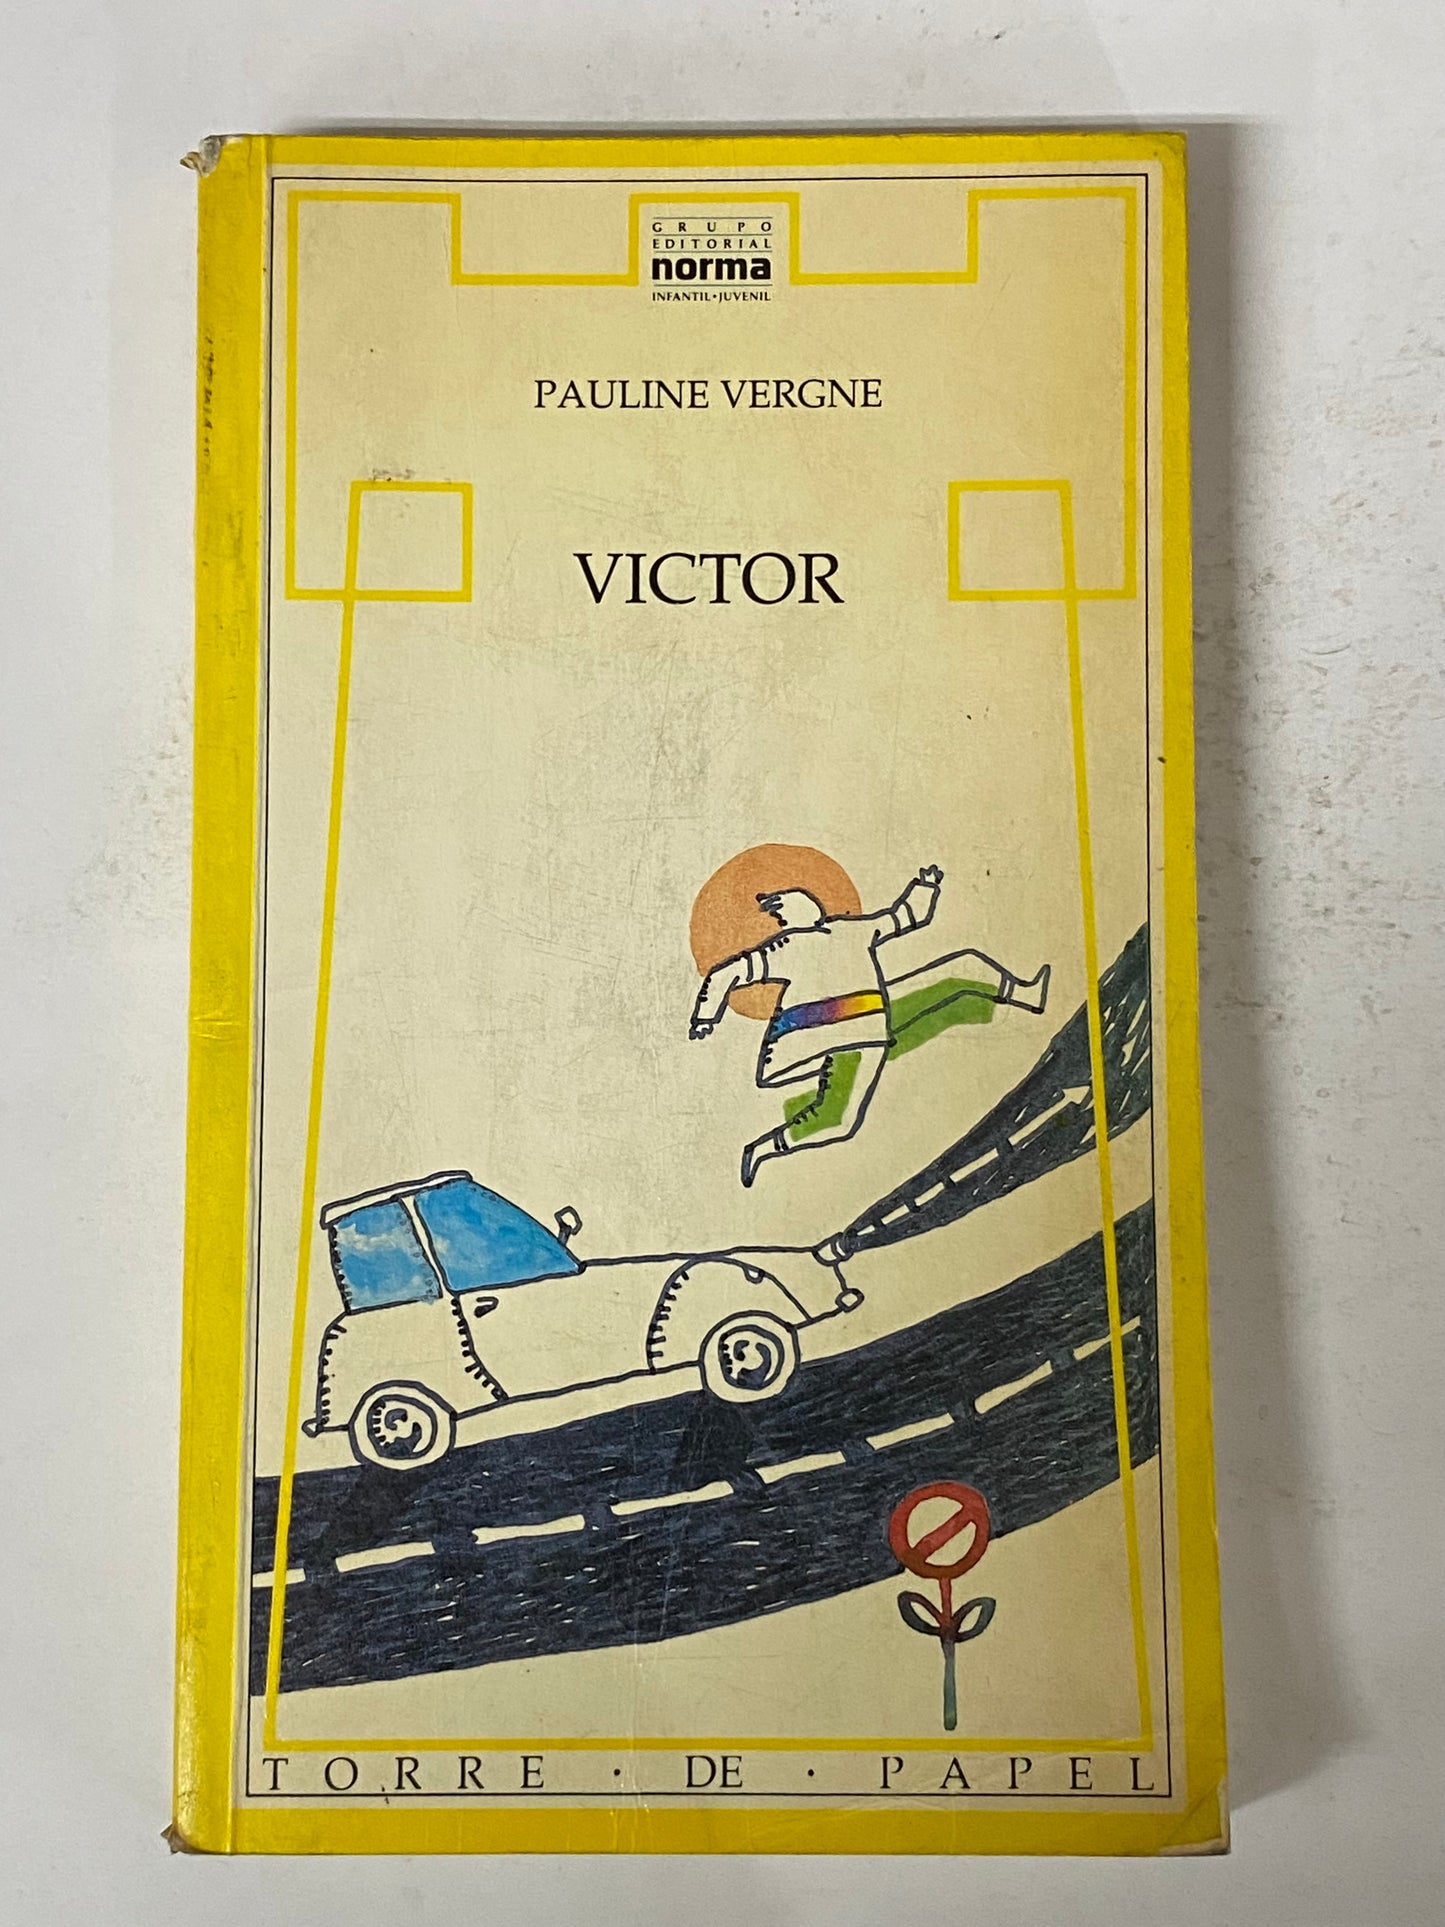 GRUPO
EDITORIAL
norma
INFANTIL•JUVENIL
PAULINE VERGNE
VICTOR
TORRE · DE · PAPEL